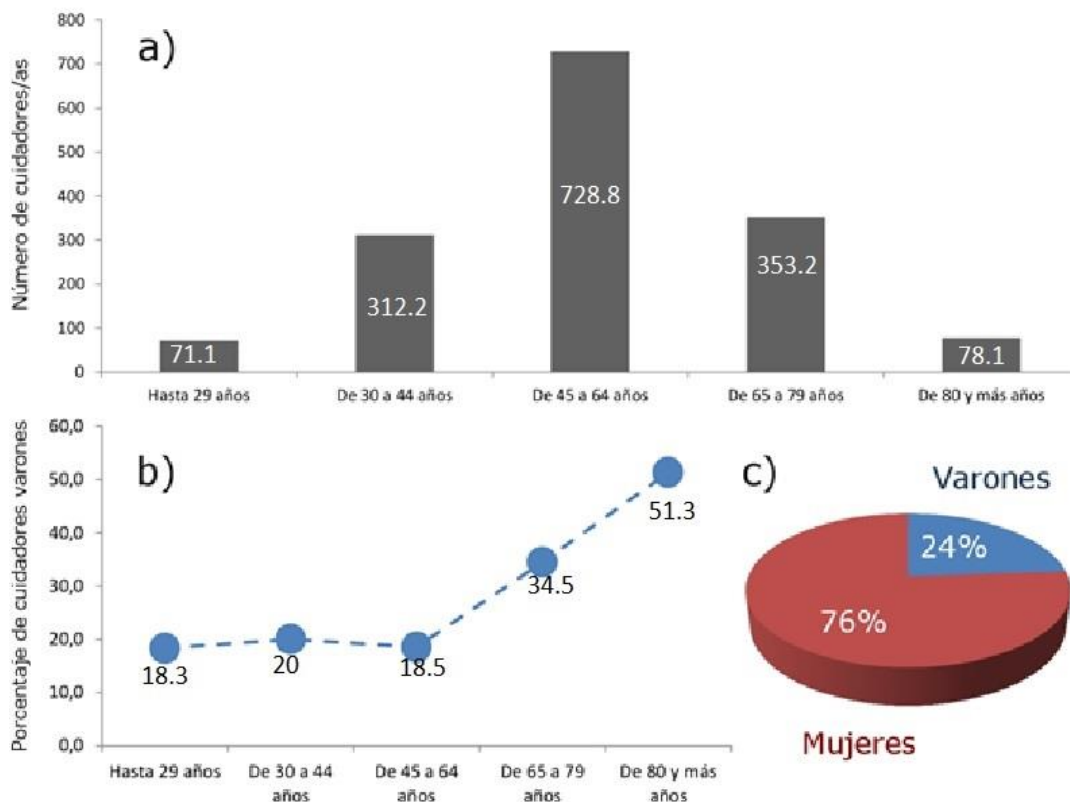 a)
Número de cuidadores/as
800
700
600
500
400
300
200
100
0
71.1
312.2
728.8
353.2
78.1
Hasta 29 años
De 30 a 44 años
De 45 a 64 años
De 65 a 79 años
De 80 y más años
b)
Porcentaje de cuidadores varones
60,0
50,0
40,0
30,0
20,0
10,0
0,0
18.3
20
18.5
34.5
51.3
Hasta 29 años
De 30 a 44
años
De 45 a 64
años
De 65 a 79
años
De 80 y más
años
c)
Varones
24%
76%
Mujeres